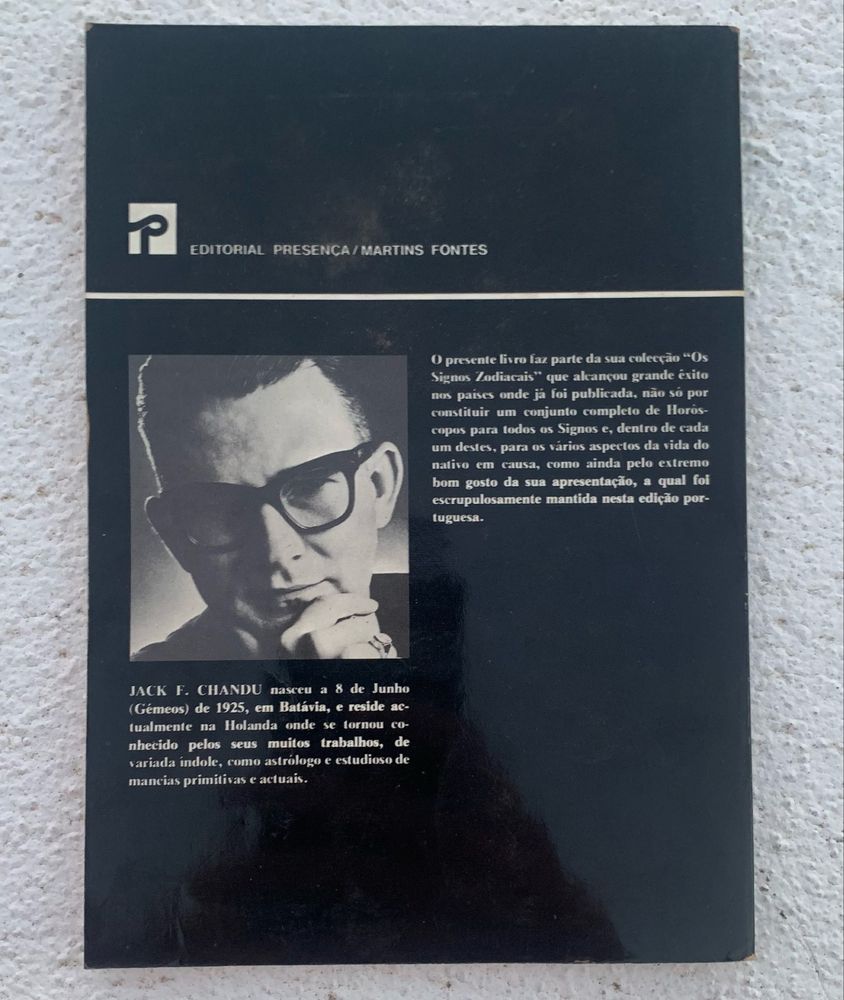 EDITORIAL PRESENÇA/MARTINS FONTES
O presente livro faz parte da sua colecção "Os
Signos Zodiacais" que alcançou grande êxito
nos países onde já foi publicada, não só por
constituir um conjunto completo de Horós-
copos para todos os Signos e, dentro de cada
um destes, para os vários aspectos da vida do
nativo em causa, como ainda pelo extremo
bom gosto da sua apresentação, a qual foi
escrupulosamente mantida nesta edição por-
tuguesa.
JACK F. CHANDU nasceu a 8 de Junho
(Gémeos) de 1925, em Batávia, e reside ac-
tualmente na Holanda onde se tornou co-
nhecido pelos seus muitos trabalhos, de
variada índole, como astrólogo e estudioso de
mancias primitivas e actuais.